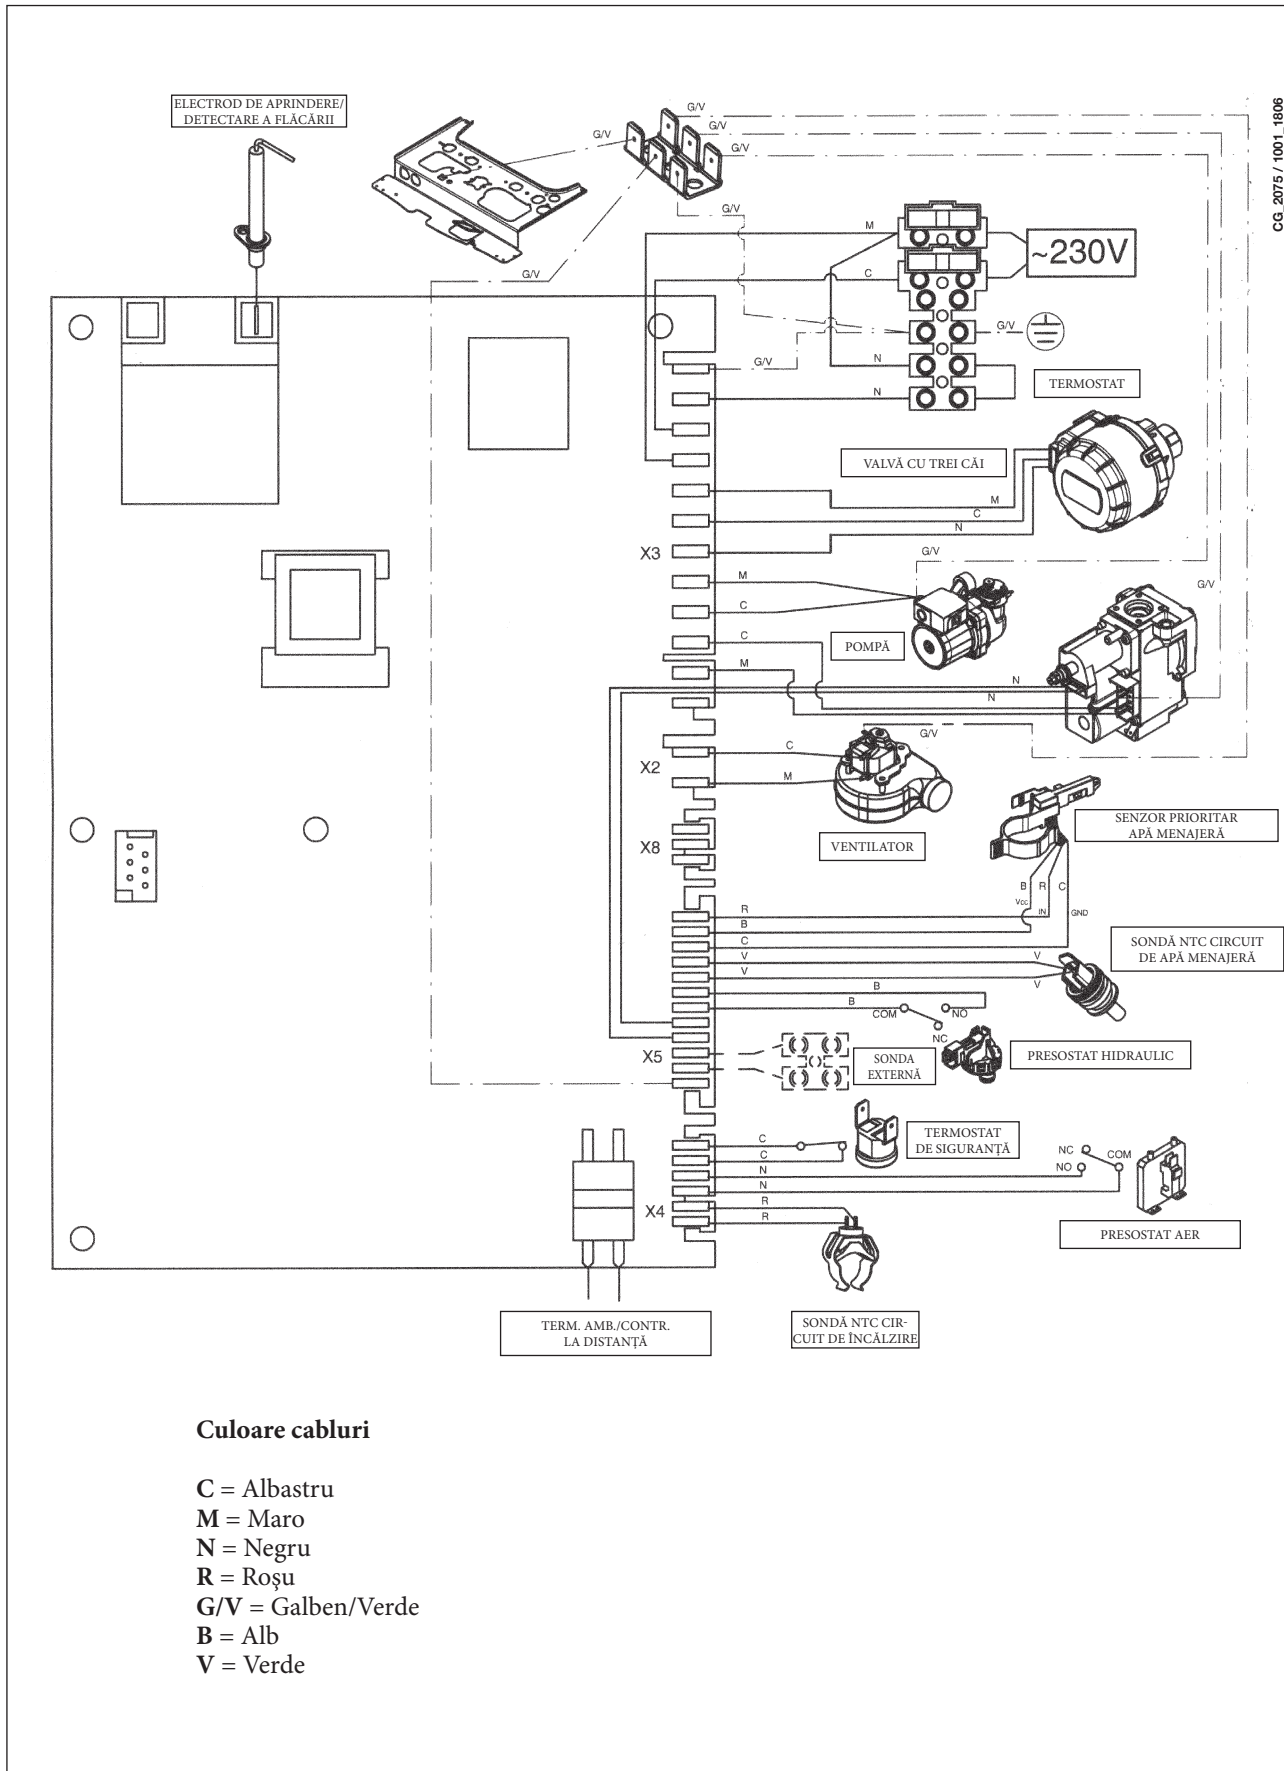 CG_2075 / 1001_1806
ELECTROD DE APRINDERE/
DETECTARE A FLĂCĂRII
G/V
G/V
G/V
G/V
G/V
G/V
M
~230V
C
G/V
G/V
N
TERMOSTAT
N
VALVĂ CU TREI CĂI
M
C
N
X3
G/V
M
G/V
C
C
POMPĂ
M
N
N
G/V
C
X2
M
SENZOR PRIORITAR
APĂ MENAJERĂ
X8
VENTILATOR
B R C
Vcc
R
IN
GND
B
C
SONDĂ NTC CIRCUIT
DE APĂ MENAJERĂ
V
V
V
V
B
B
COM
NO
NC
X5
SONDA
EXTERNĂ
PRESOSTAT HIDRAULIC
C
C
TERMOSTAT
DE SIGURANȚĂ
NC
COM
NO
N
N
R
X4
R
PRESOSTAT AER
TERM. AMB./CONTR.
LA DISTANȚĂ
SONDĂ NTC CIR-
CUIT DE ÎNCĂLZIRE
Culoare cabluri
C = Albastru
M = Maro
N = Negru
R = Roşu
G/V = Galben/Verde
B = Alb
V = Verde